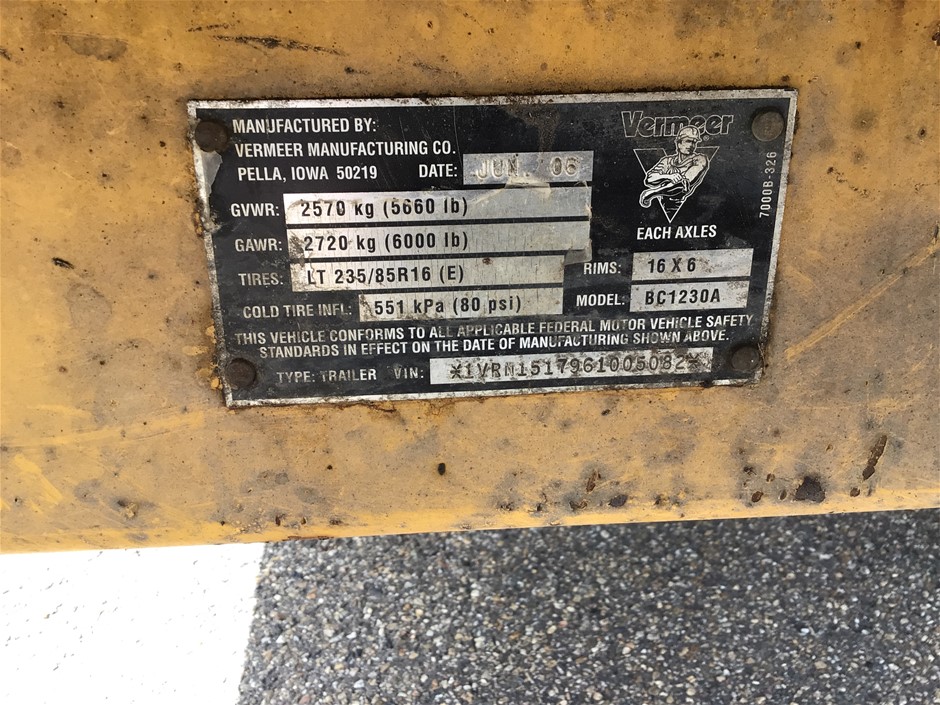 MANUFACTURED BY:
VERMEER MANUFACTURING CO.
PELLA, IOWA 50219 DATE: JUN. '06
Vermeer®
EACH AXLES
7000B-326
GVWR: 2570 kg (5660 lb)
GAWR: 2720 kg (6000 lb)
TIRES: LT 235/85R16 (E) RIMS: 16 X 6
COLD TIRE INFL: 551 kPa (80 psi) MODEL: BC1230A
THIS VEHICLE CONFORMS TO ALL APPLICABLE FEDERAL MOTOR VEHICLE SAFETY
STANDARDS IN EFFECT ON THE DATE OF MANUFACTURING SHOWN ABOVE.
TYPE: TRAILER VIN: *1VRN1517961005082*